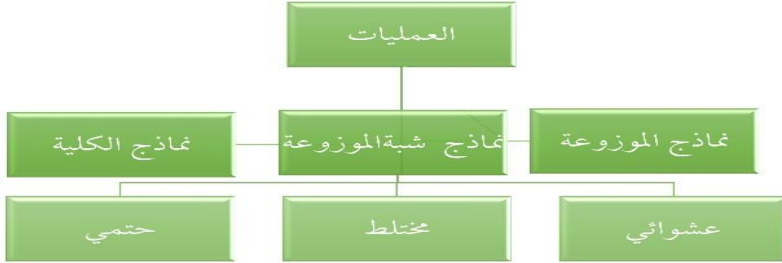 العمليات
نماذج الموزوعة
نماذج شبةالموزوعة
نماذج الكلية
عشوائي
مختلط
حتمي